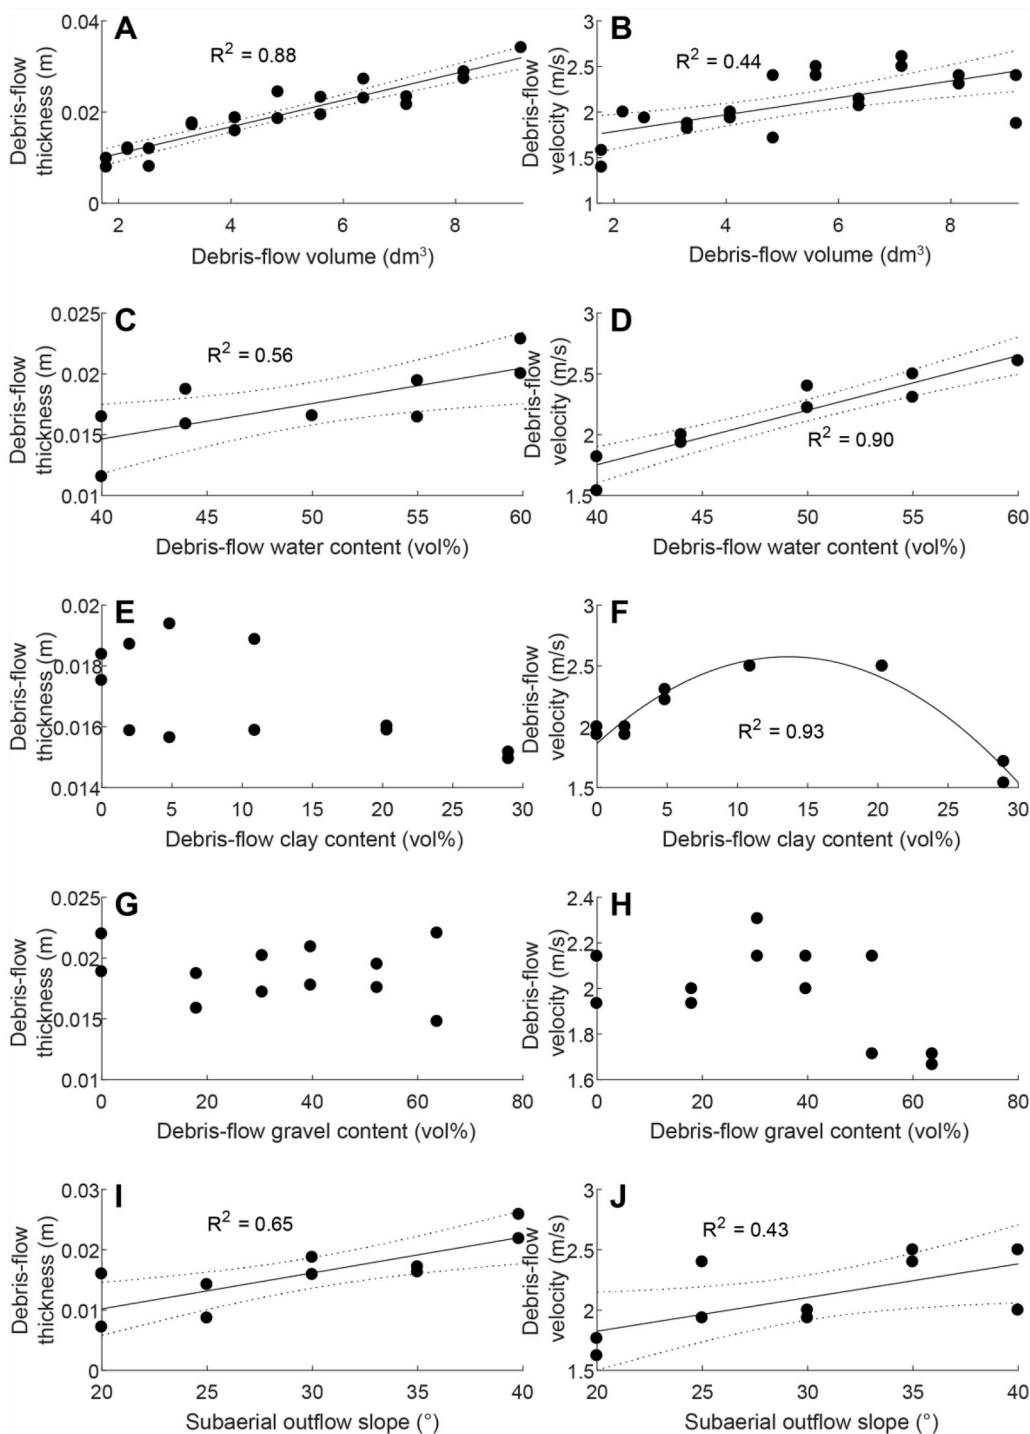 A
Debris-flow
thickness (m)
0.04
0.02
0
R² = 0.88
2 4 6 8
Debris-flow volume (dm³)
B
Debris-flow
velocity (m/s)
3
2.5
2
1.5
1
R² = 0.44
2 4 6 8
Debris-flow volume (dm³)
C
Debris-flow
thickness (m)
0.025
0.02
0.015
0.01
R² = 0.56
40 45 50 55 60
Debris-flow water content (vol%)
D
Debris-flow
velocity (m/s)
3
2.5
2
1.5
R² = 0.90
40 45 50 55 60
Debris-flow water content (vol%)
E
Debris-flow
thickness (m)
0.02
0.018
0.016
0.014
0 5 10 15 20 25 30
Debris-flow clay content (vol%)
F
Debris-flow
velocity (m/s)
3
2.5
2
1.5
R² = 0.93
0 5 10 15 20 25 30
Debris-flow clay content (vol%)
G
Debris-flow
thickness (m)
0.025
0.02
0.015
0.01
0 20 40 60 80
Debris-flow gravel content (vol%)
H
Debris-flow
velocity (m/s)
2.4
2.2
2
1.8
1.6
0 20 40 60 80
Debris-flow gravel content (vol%)
I
Debris-flow
thickness (m)
0.03
0.02
0.01
0
R² = 0.65
20 25 30 35 40
Subaerial outflow slope (°)
J
Debris-flow
velocity (m/s)
3
2.5
2
1.5
R² = 0.43
20 25 30 35 40
Subaerial outflow slope (°)